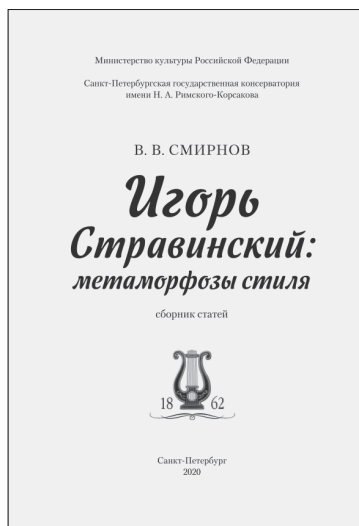 Министерство культуры Российской Федерации
Санкт-Петербургская государственная консерватория
имени Н. А. Римского-Корсакова
В. В. СМИРНОВ
Игорь
Стравинский:
метаморфозы стиля
сборник статей
18 62
Санкт-Петербург
2020